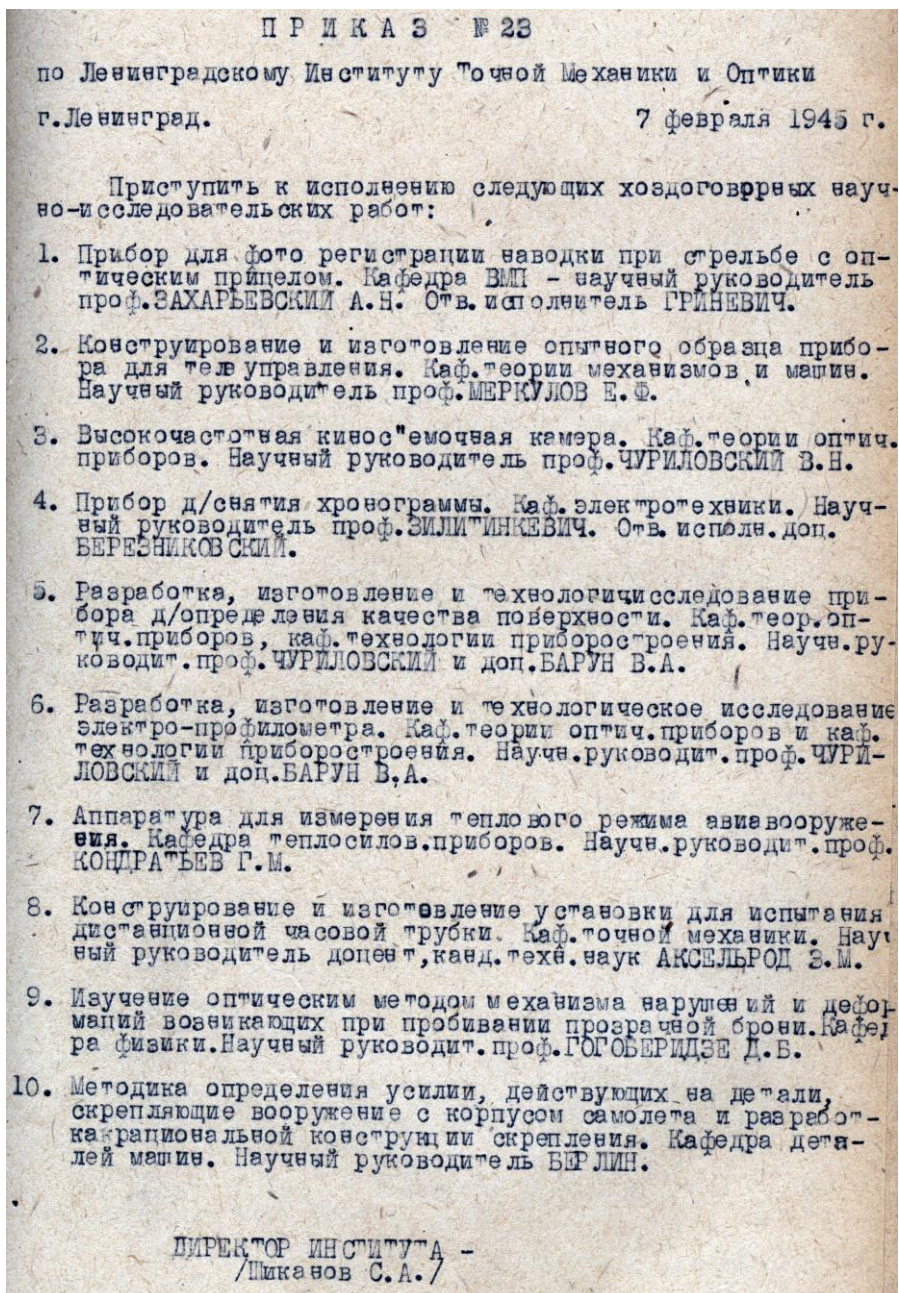 ПРИКАЗ № 23
по Ленинградскому Институту Точной Механики и Оптики
г.Ленинград. 7 февраля 1945 г.
Приступить к исполнению следующих хоздоговррных науч-
но-исследовательских работ:
1. Прибор для фото регистрации наводки при стрельбе с оп-
тическим прицелом. Кафедра ВМП - научный руководитель
проф.ЗАХАРЬЕВСКИЙ А.Н. Отв.исполнитель ГРИНЕВИЧ.
2. Конструирование и изготовление опытного образца прибо-
ра для телеуправления. Каф.теории механизмов и машин.
Научный руководитель проф.МЕРКУЛОВ Е.Ф.
3. Высокочастотная кинос"емочная камера. Каф.теории оптич.
приборов. Научный руководитель проф.ЧУРИЛОВСКИЙ В.Н.
4. Прибор д/снятия хронограммы. Каф.электротехники. Науч-
ный руководитель проф.ЗИЛИТИНКЕВИЧ. Отв.исполн.доц.
БЕРЕЗНИКОВСКИЙ.
5. Разработка, изготовление и технологичисследование при-
бора д/определения качества поверхности. Каф.теор.оп-
тич.приборов, каф.технологии приборостроения. Научн.ру-
ководит.проф.ЧУРИЛОВСКИЙ и доц.БАРУН В.А.
6. Разработка, изготовление и технологическое исследование
электро-профилометра. Каф.теории оптич.приборов и каф.
технологии приборостроения. Научн.руководит.проф.ЧУРИ-
ЛОВСКИЙ и доц.БАРУН В.А.
7. Аппаратура для измерения теплового режима авиавооруже-
ния. Кафедра теплосилов.приборов. Научн.руководит.проф.
КОНДРАТЬЕВ Г.М.
8. Конструирование и изготовление установки для испытания
дистанционной часовой трубки. Каф.точной механики. Науч
ный руководитель доцент,канд.техн.наук АКСЕЛЬРОД З.М.
9. Изучение оптическим методом механизма нарушений и дефор
маций возникающих при пробивании прозрачной брони.Кафед
ра физики.Научный руководит.проф.ГОГОБЕРИДЗЕ Д.Б.
10. Методика определения усилии, действующих на детали,
скрепляющие вооружение с корпусом самолета и разработ-
какрациональной конструкции скрепления. Кафедра дета-
лей машин. Научный руководитель БЕРЛИН.
ДИРЕКТОР ИНСТИТУТА -
/Шиканов С.А./